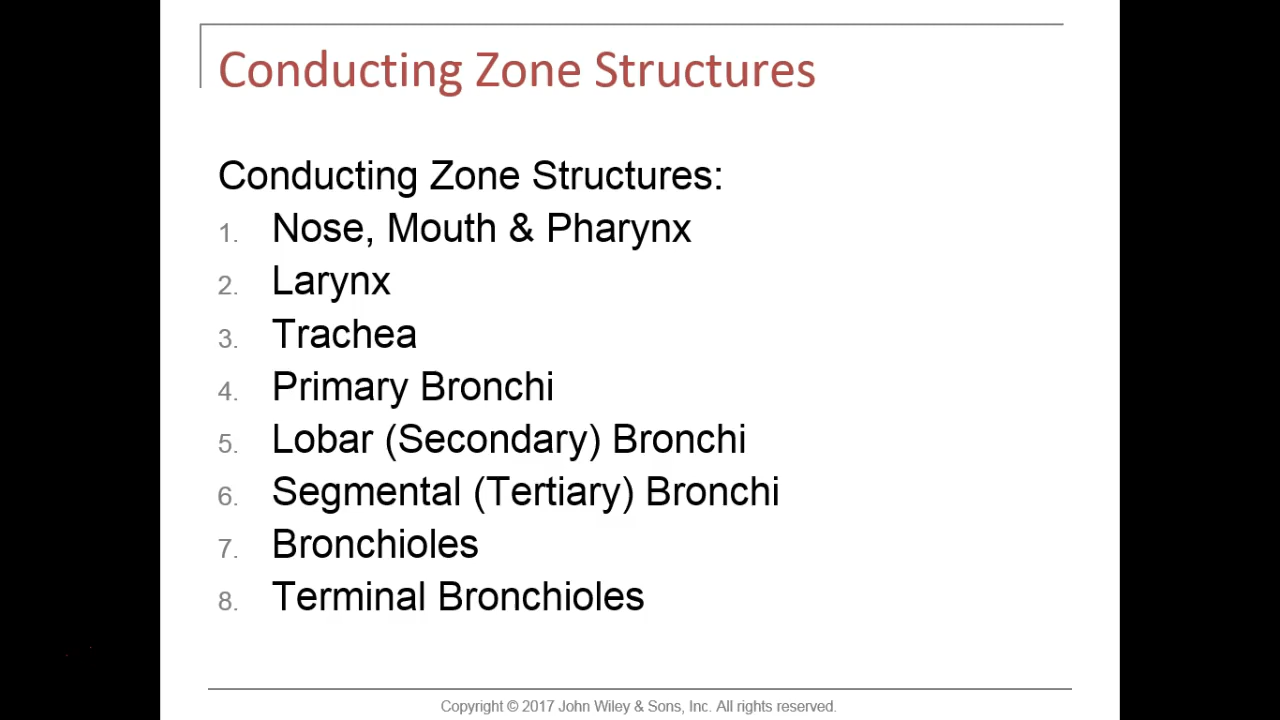 Conducting Zone Structures
Conducting Zone Structures:
1. Nose, Mouth & Pharynx
2. Larynx
3. Trachea
4. Primary Bronchi
5. Lobar (Secondary) Bronchi
6. Segmental (Tertiary) Bronchi
7. Bronchioles
8. Terminal Bronchioles
Copyright © 2017 John Wiley & Sons, Inc. All rights reserved.